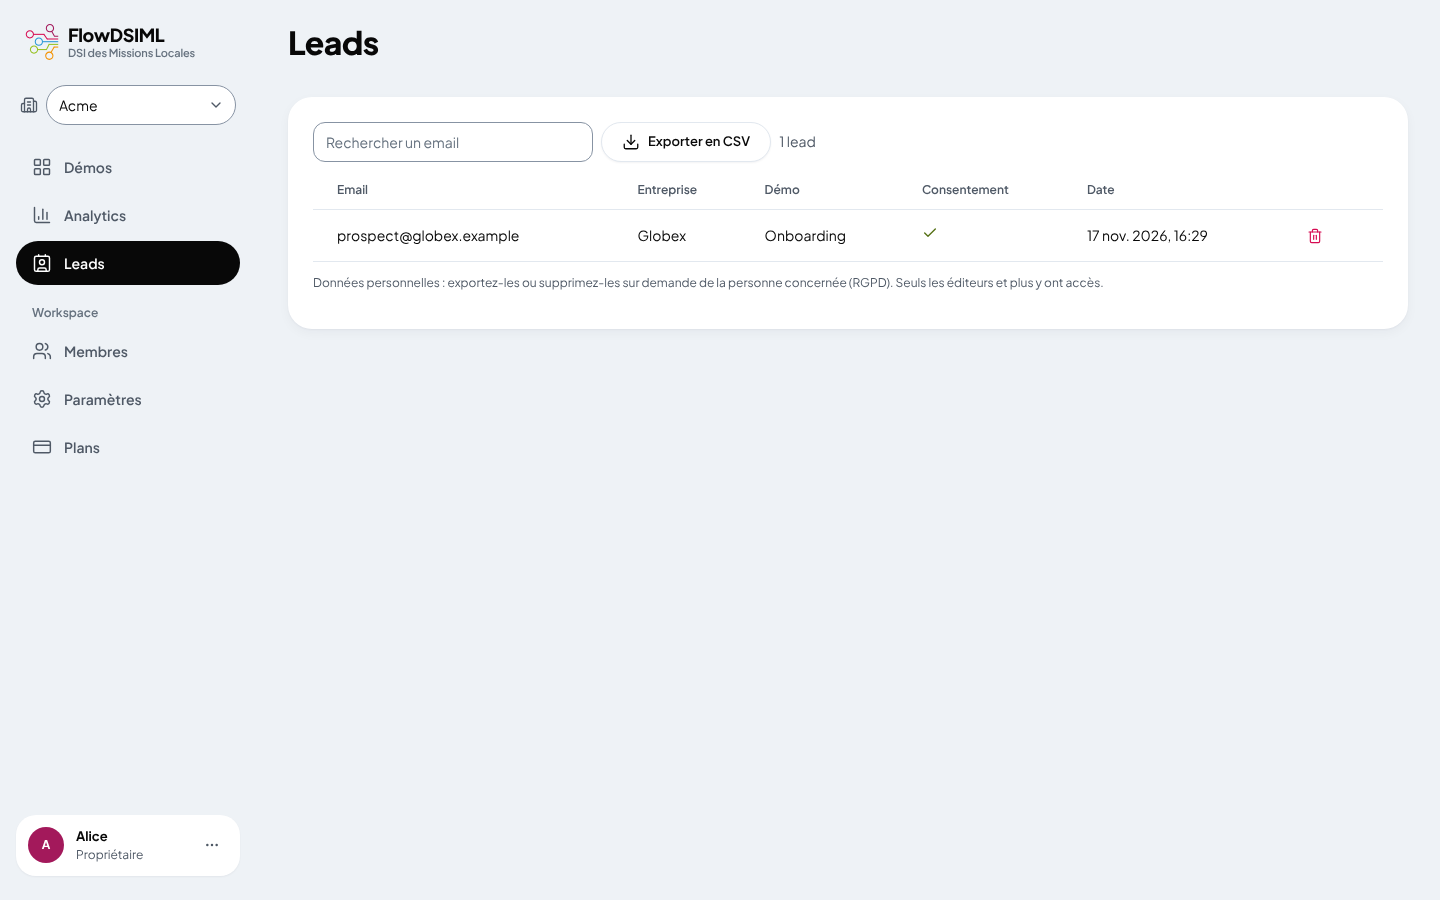 FlowDSIML
DSI des Missions Locales
Acme
Démos
Analytics
Leads
Workspace
Membres
Paramètres
Plans
A
Alice
Propriétaire
Leads
Rechercher un email
Exporter en CSV
1 lead
Email Entreprise Démo Consentement Date
prospect@globex.example Globex Onboarding 17 nov. 2026, 16:29
Données personnelles : exportez-les ou supprimez-les sur demande de la personne concernée (RGPD). Seuls les éditeurs et plus y ont accès.